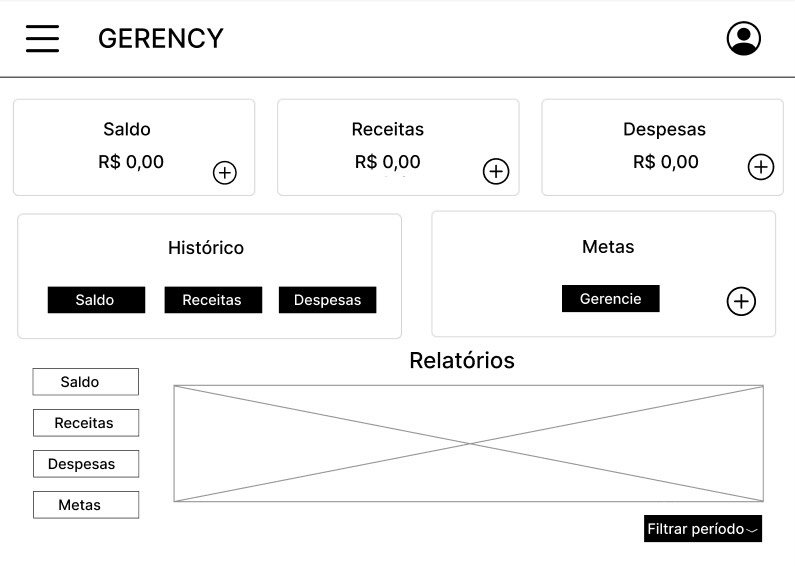 GERENCY
Saldo
R$ 0,00
Receitas
R$ 0,00
Despesas
R$ 0,00
Histórico
Saldo
Receitas
Despesas
Metas
Gerencie
Relatórios
Saldo
Receitas
Despesas
Metas
Filtrar período